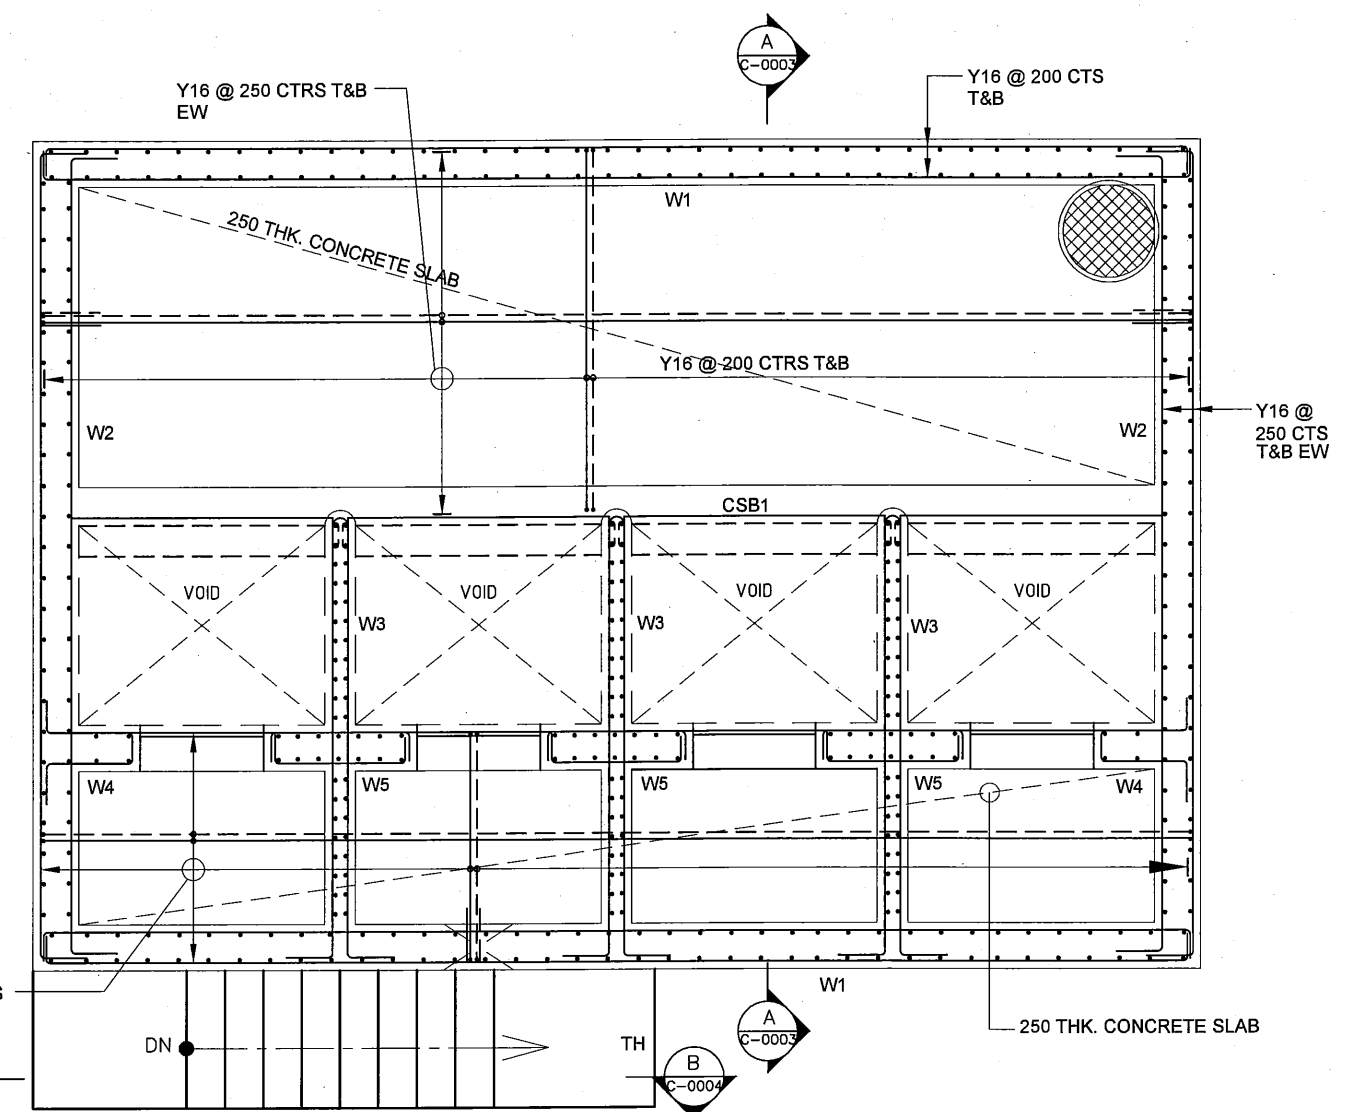 A
C-0003
Y16 @ 250 CTRS T&B
EW
Y16 @ 200 CTS
T&B
W1
250 THK. CONCRETE SLAB
Y16 @ 200 CTRS T&B
W2
W2
Y16 @
250 CTS
T&B EW
CSB1
VOID
VOID
VOID
VOID
W3
W3
W3
W4
W5
W5
W5
W4
W1
A
C-0003
250 THK. CONCRETE SLAB
DN
TH
B
C-0004